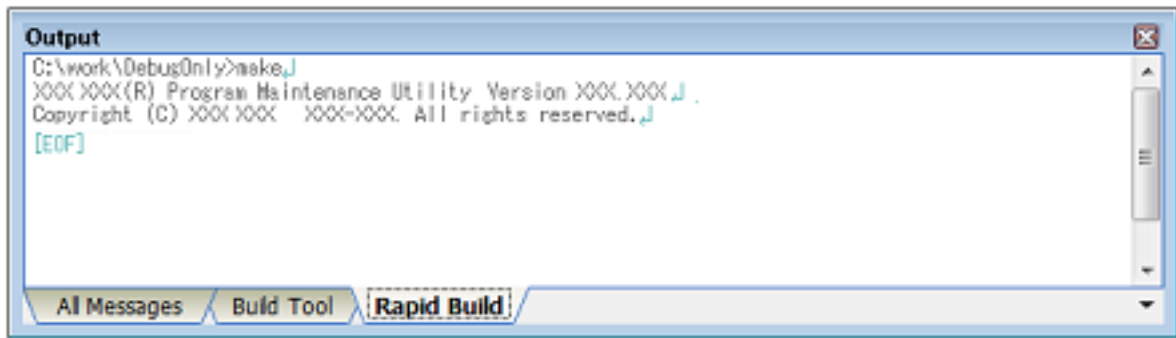 Output
C:\work\DebugOnly>make↲
XXX XXX(R) Program Maintenance Utility Version XXX.XXX↲
Copyright (C) XXX XXX XXX-XXX. All rights reserved.↲
[EOF]
All Messages Build Tool Rapid Build